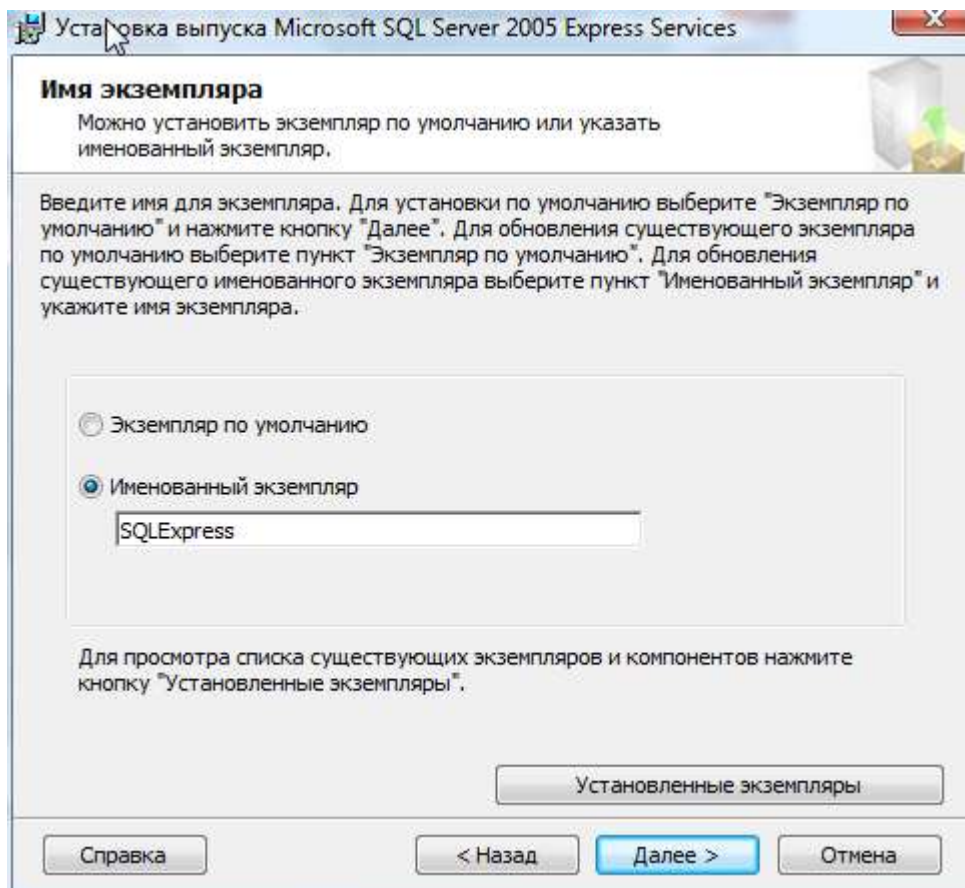 Установка выпуска Microsoft SQL Server 2005 Express Services
Имя экземпляра
Можно установить экземпляр по умолчанию или указать
именованный экземпляр.
Введите имя для экземпляра. Для установки по умолчанию выберите "Экземпляр по
умолчанию" и нажмите кнопку "Далее". Для обновления существующего экземпляра
по умолчанию выберите пункт "Экземпляр по умолчанию". Для обновления
существующего именованного экземпляра выберите пункт "Именованный экземпляр" и
укажите имя экземпляра.
Экземпляр по умолчанию
Именованный экземпляр
SQLExpress
Для просмотра списка существующих экземпляров и компонентов нажмите
кнопку "Установленные экземпляры".
Установленные экземпляры
Справка < Назад Далее > Отмена